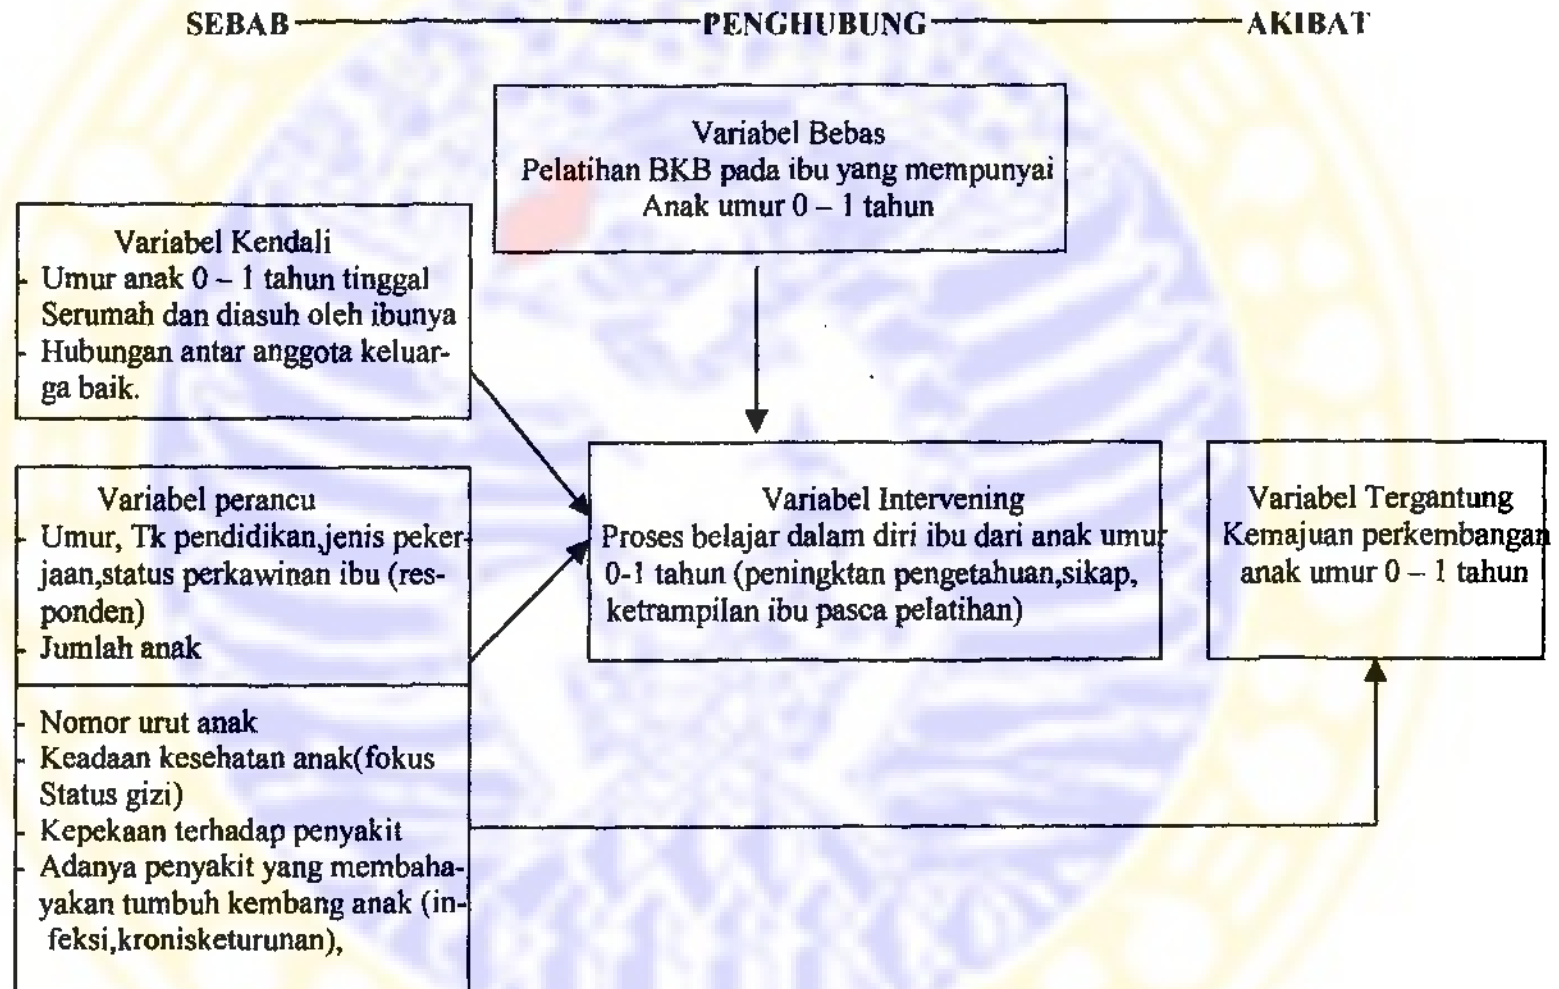 SEBAB PENGHUBUNG AKIBAT
Variabel Bebas
Pelatihan BKB pada ibu yang mempunyai
Anak umur 0 – 1 tahun
Variabel Kendali
- Umur anak 0 – 1 tahun tinggal
Serumah dan diasuh oleh ibunya
- Hubungan antar anggota keluar-
ga baik.
Variabel perancu
- Umur, Tk pendidikan,jenis peker-
jaan,status perkawinan ibu (res-
ponden)
- Jumlah anak
- Nomor urut anak
- Keadaan kesehatan anak(fokus
Status gizi)
- Kepekaan terhadap penyakit
- Adanya penyakit yang membaha-
yakan tumbuh kembang anak (in-
feksi,kronisketurunan),
Variabel Intervening
Proses belajar dalam diri ibu dari anak umur
0-1 tahun (peningktan pengetahuan,sikap,
ketrampilan ibu pasca pelatihan)
Variabel Tergantung
Kemajuan perkembangan
anak umur 0 – 1 tahun